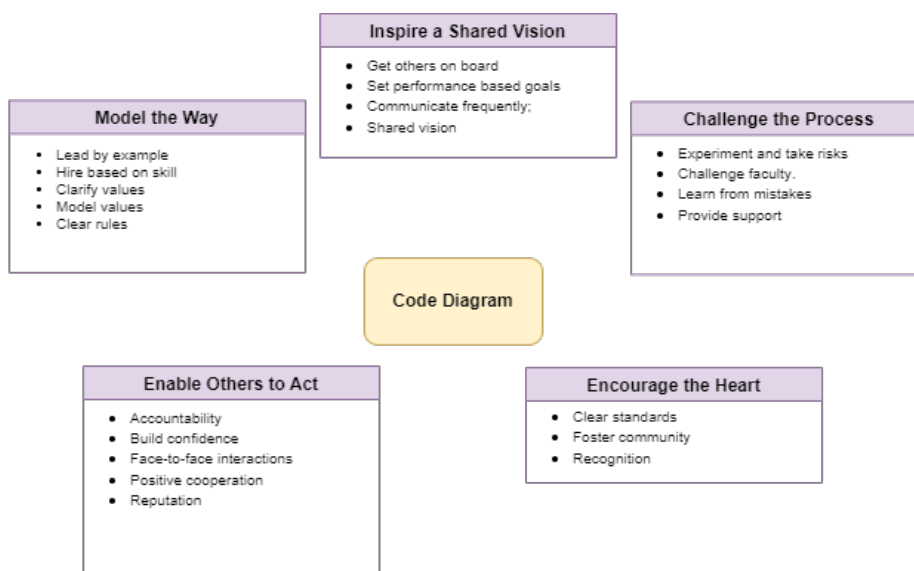 Inspire a Shared Vision
Get others on board
Set performance based goals
Communicate frequently;
Shared vision
Model the Way
Lead by example
Hire based on skill
Clarify values
Model values
Clear rules
Challenge the Process
Experiment and take risks
Challenge faculty.
Learn from mistakes
Provide support
Code Diagram
Enable Others to Act
Accountability
Build confidence
Face-to-face interactions
Positive cooperation
Reputation
Encourage the Heart
Clear standards
Foster community
Recognition